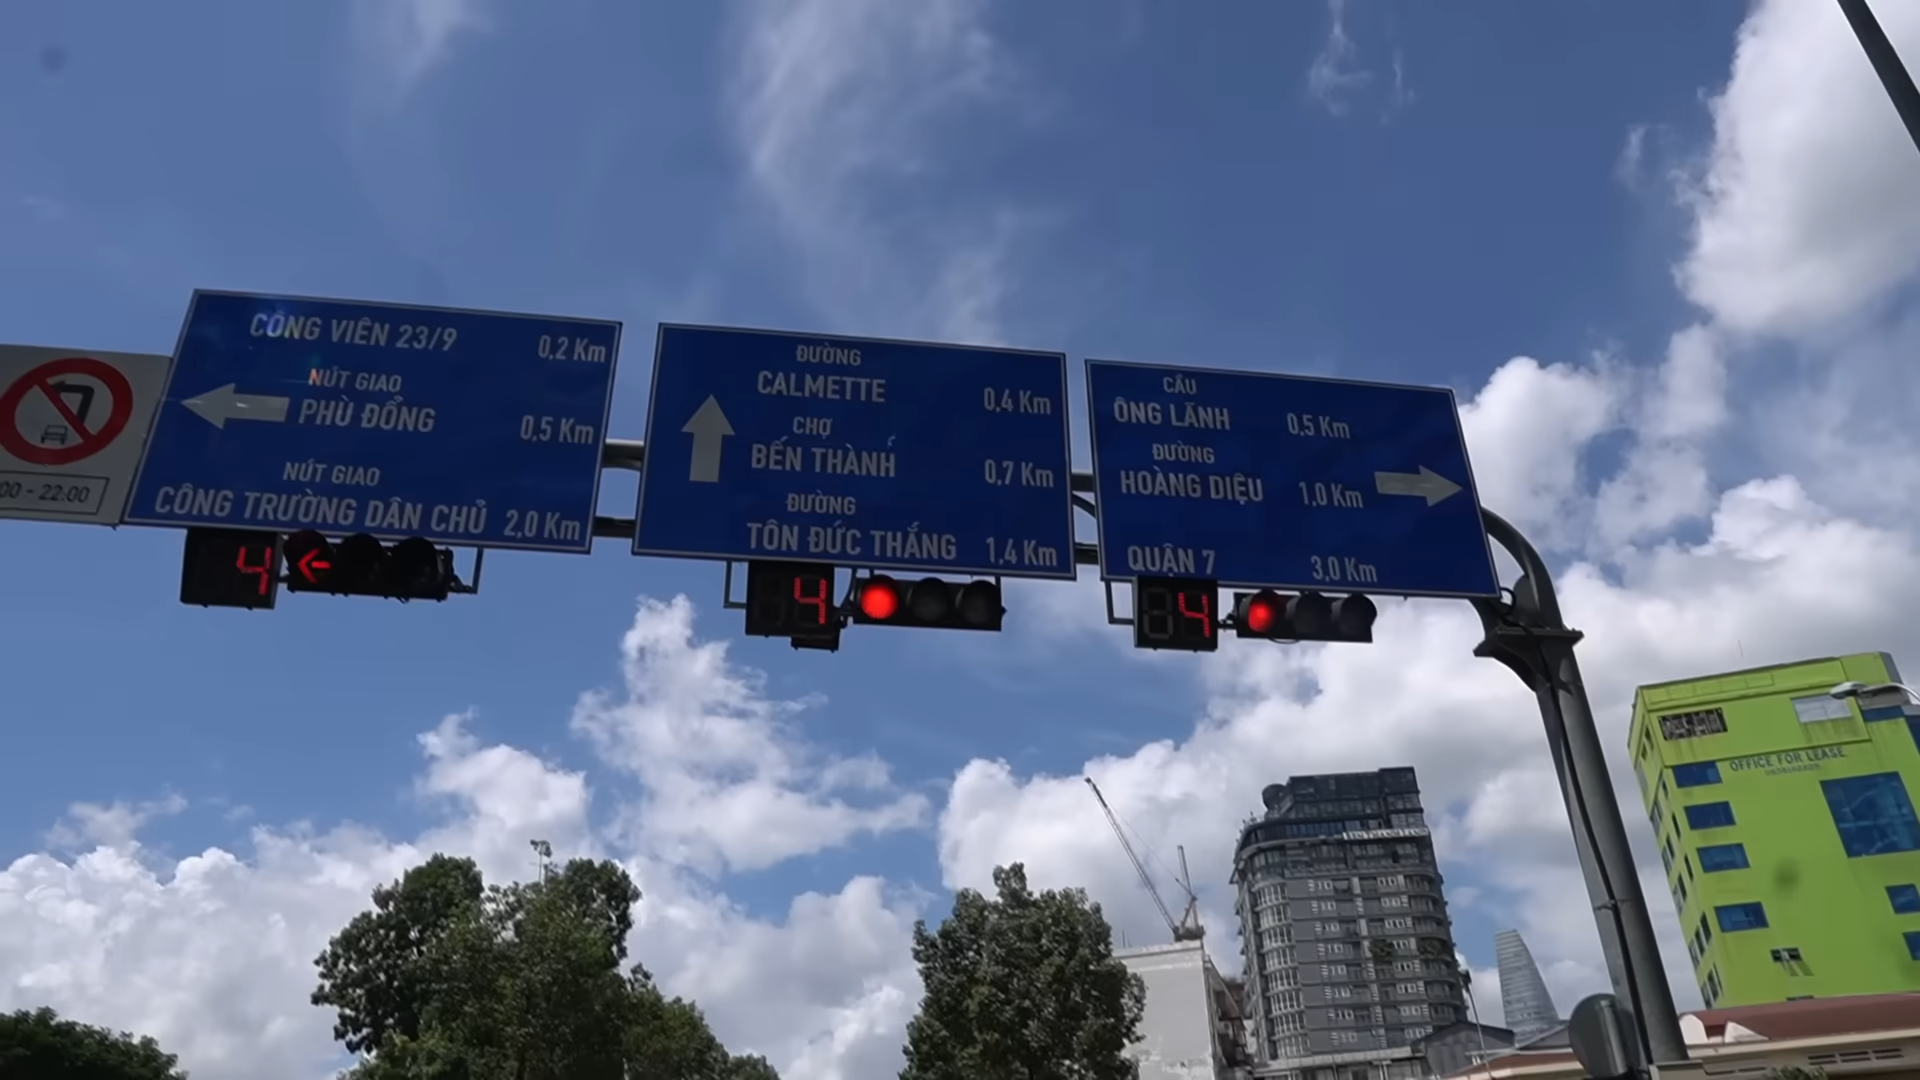 00 - 22:00
CÔNG VIÊN 23/9 0,2 Km
NÚT GIAO
PHÙ ĐỔNG 0,5 Km
NÚT GIAO
CÔNG TRƯỜNG DÂN CHỦ 2,0 Km
ĐƯỜNG
CALMETTE 0,4 Km
CHỢ
BẾN THÀNH 0,7 Km
ĐƯỜNG
TÔN ĐỨC THẮNG 1,4 Km
CẦU
ÔNG LÃNH 0,5 Km
ĐƯỜNG
HOÀNG DIỆU 1,0 Km
QUẬN 7 3,0 Km
4
4
4
OFFICE FOR LEASE